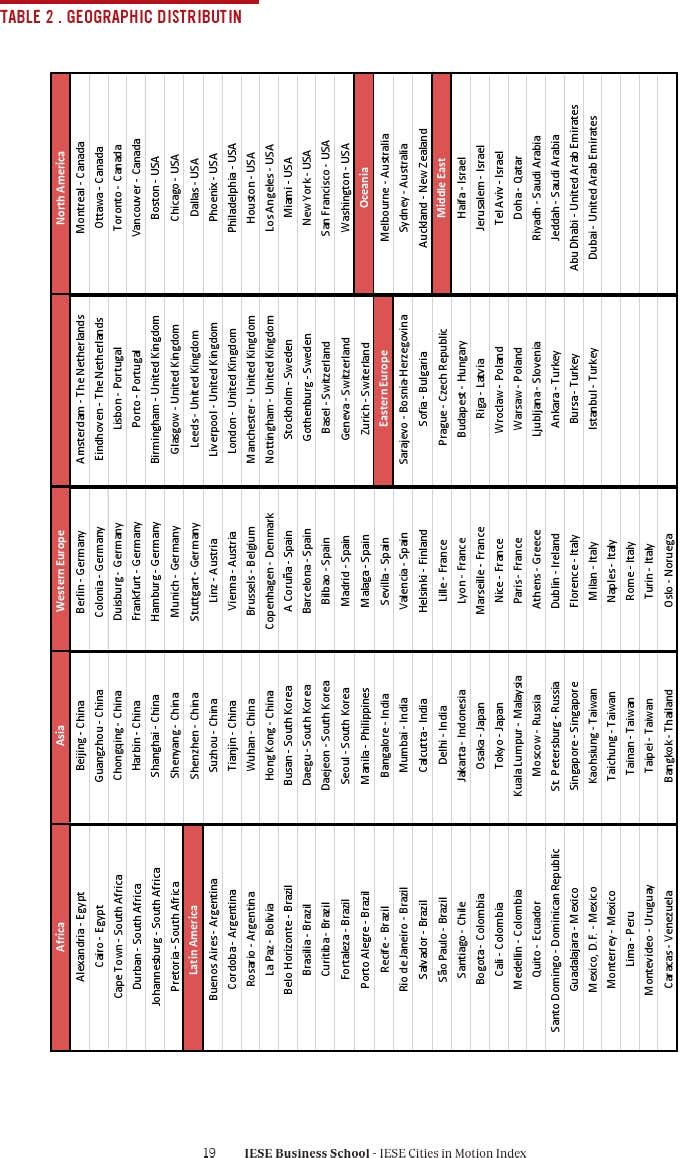 TABLE 2 . GEOGRAPHIC DISTRIBUTIN
Africa
Alexandria - Egypt
Cairo - Egypt
Cape Town - South Africa
Durban - South Africa
Johannesburg - South Africa
Pretoria - South Africa
Latin America
Buenos Aires - Argentina
Cordoba - Argentina
Rosario - Argentina
La Paz - Bolivia
Belo Horizonte - Brazil
Brasilia - Brazil
Curitiba - Brazil
Fortaleza - Brazil
Porto Alegre - Brazil
Recife - Brazil
Rio de Janeiro - Brazil
Salvador - Brazil
São Paulo - Brazil
Santiago - Chile
Bogota - Colombia
Cali - Colombia
Medellin - Colombia
Quito - Ecuador
Santo Domingo - Dominican Republic
Guadalajara - Mexico
Mexico, D.F. - Mexico
Monterrey - Mexico
Lima - Peru
Montevideo - Uruguay
Caracas - Venezuela
Asia
Beijing - China
Guangzhou - China
Chongqing - China
Harbin - China
Shanghai - China
Shenyang - China
Shenzhen - China
Suzhou - China
Tianjin - China
Wuhan - China
Hong Kong - China
Busan - South Korea
Daegu - South Korea
Daejeon - South Korea
Seoul - South Korea
Manila - Philippines
Bangalore - India
Mumbai - India
Calcutta - India
Delhi - India
Jakarta - Indonesia
Osaka - Japan
Tokyo - Japan
Kuala Lumpur - Malaysia
Moscow - Russia
St. Petersburg - Russia
Singapore - Singapore
Kaohsiung - Taiwan
Taichung - Taiwan
Tainan - Taiwan
Taipei - Taiwan
Bangkok - Thailand
Western Europe
Berlin - Germany
Colonia - Germany
Duisburg - Germany
Frankfurt - Germany
Hamburg - Germany
Munich - Germany
Stuttgart - Germany
Linz - Austria
Vienna - Austria
Brussels - Belgium
Copenhagen - Denmark
A Coruña - Spain
Barcelona - Spain
Bilbao - Spain
Madrid - Spain
Malaga - Spain
Sevilla - Spain
Valencia - Spain
Helsinki - Finland
Lille - France
Lyon - France
Marseille - France
Nice - France
Paris - France
Athens - Greece
Dublin - Ireland
Florence - Italy
Milan - Italy
Naples - Italy
Rome - Italy
Turin - Italy
Oslo - Noruega
Amsterdam - The Netherlands
Eindhoven - The Netherlands
Lisbon - Portugal
Porto - Portugal
Birmingham - United Kingdom
Glasgow - United Kingdom
Leeds - United Kingdom
Liverpool - United Kingdom
London - United Kingdom
Manchester - United Kingdom
Nottingham - United Kingdom
Stockholm - Sweden
Gothenburg - Sweden
Basel - Switzerland
Geneva - Switzerland
Zurich - Switerland
Eastern Europe
Sarajevo - Bosnia-Herzegovina
Sofia - Bulgaria
Prague - Czech Republic
Budapest - Hungary
Riga - Latvia
Wroclaw - Poland
Warsaw - Poland
Ljubljana - Slovenia
Ankara - Turkey
Bursa - Turkey
Istanbul - Turkey
North America
Montreal - Canada
Ottawa - Canada
Toronto - Canada
Vancouver - Canada
Boston - USA
Chicago - USA
Dallas - USA
Phoenix - USA
Philadelphia - USA
Houston - USA
Los Angeles - USA
Miami - USA
New York - USA
San Francisco - USA
Washington - USA
Oceania
Melbourne - Australia
Sydney - Australia
Auckland - New Zealand
Middle East
Haifa - Israel
Jerusalem - Israel
Tel Aviv - Israel
Doha - Qatar
Riyadh - Saudi Arabia
Jeddah - Saudi Arabia
Abu Dhabi - United Arab Emirates
Dubai - United Arab Emirates
19 IESE Business School - IESE Cities in Motion Index